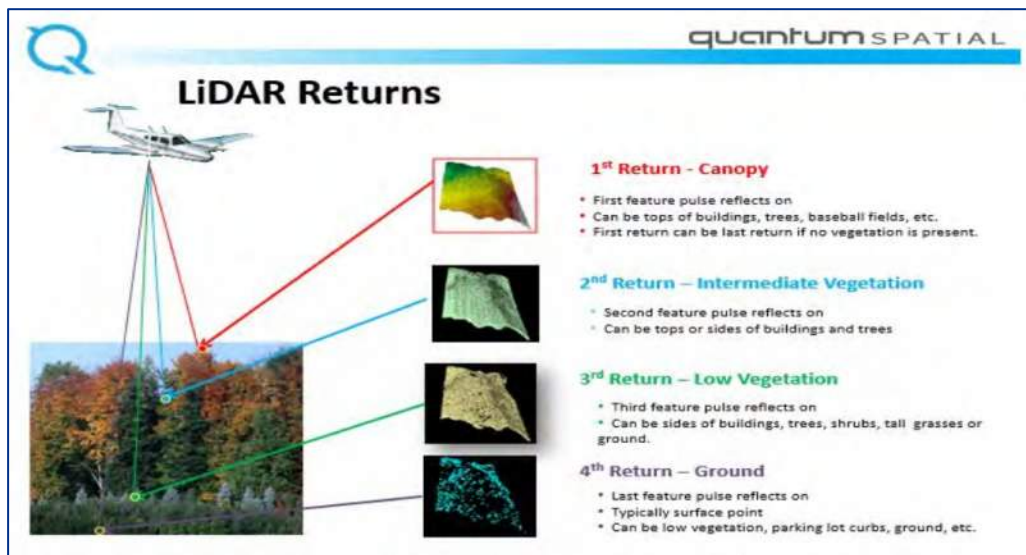 quantum SPATIAL
LiDAR Returns
1st Return - Canopy
• First feature pulse reflects on
• Can be tops of buildings, trees, baseball fields, etc.
• First return can be last return if no vegetation is present.
2nd Return – Intermediate Vegetation
• Second feature pulse reflects on
• Can be tops or sides of buildings and trees
3rd Return – Low Vegetation
• Third feature pulse reflects on
• Can be sides of buildings, trees, shrubs, tall grasses or
ground.
4th Return – Ground
• Last feature pulse reflects on
• Typically surface point
• Can be low vegetation, parking lot curbs, ground, etc.